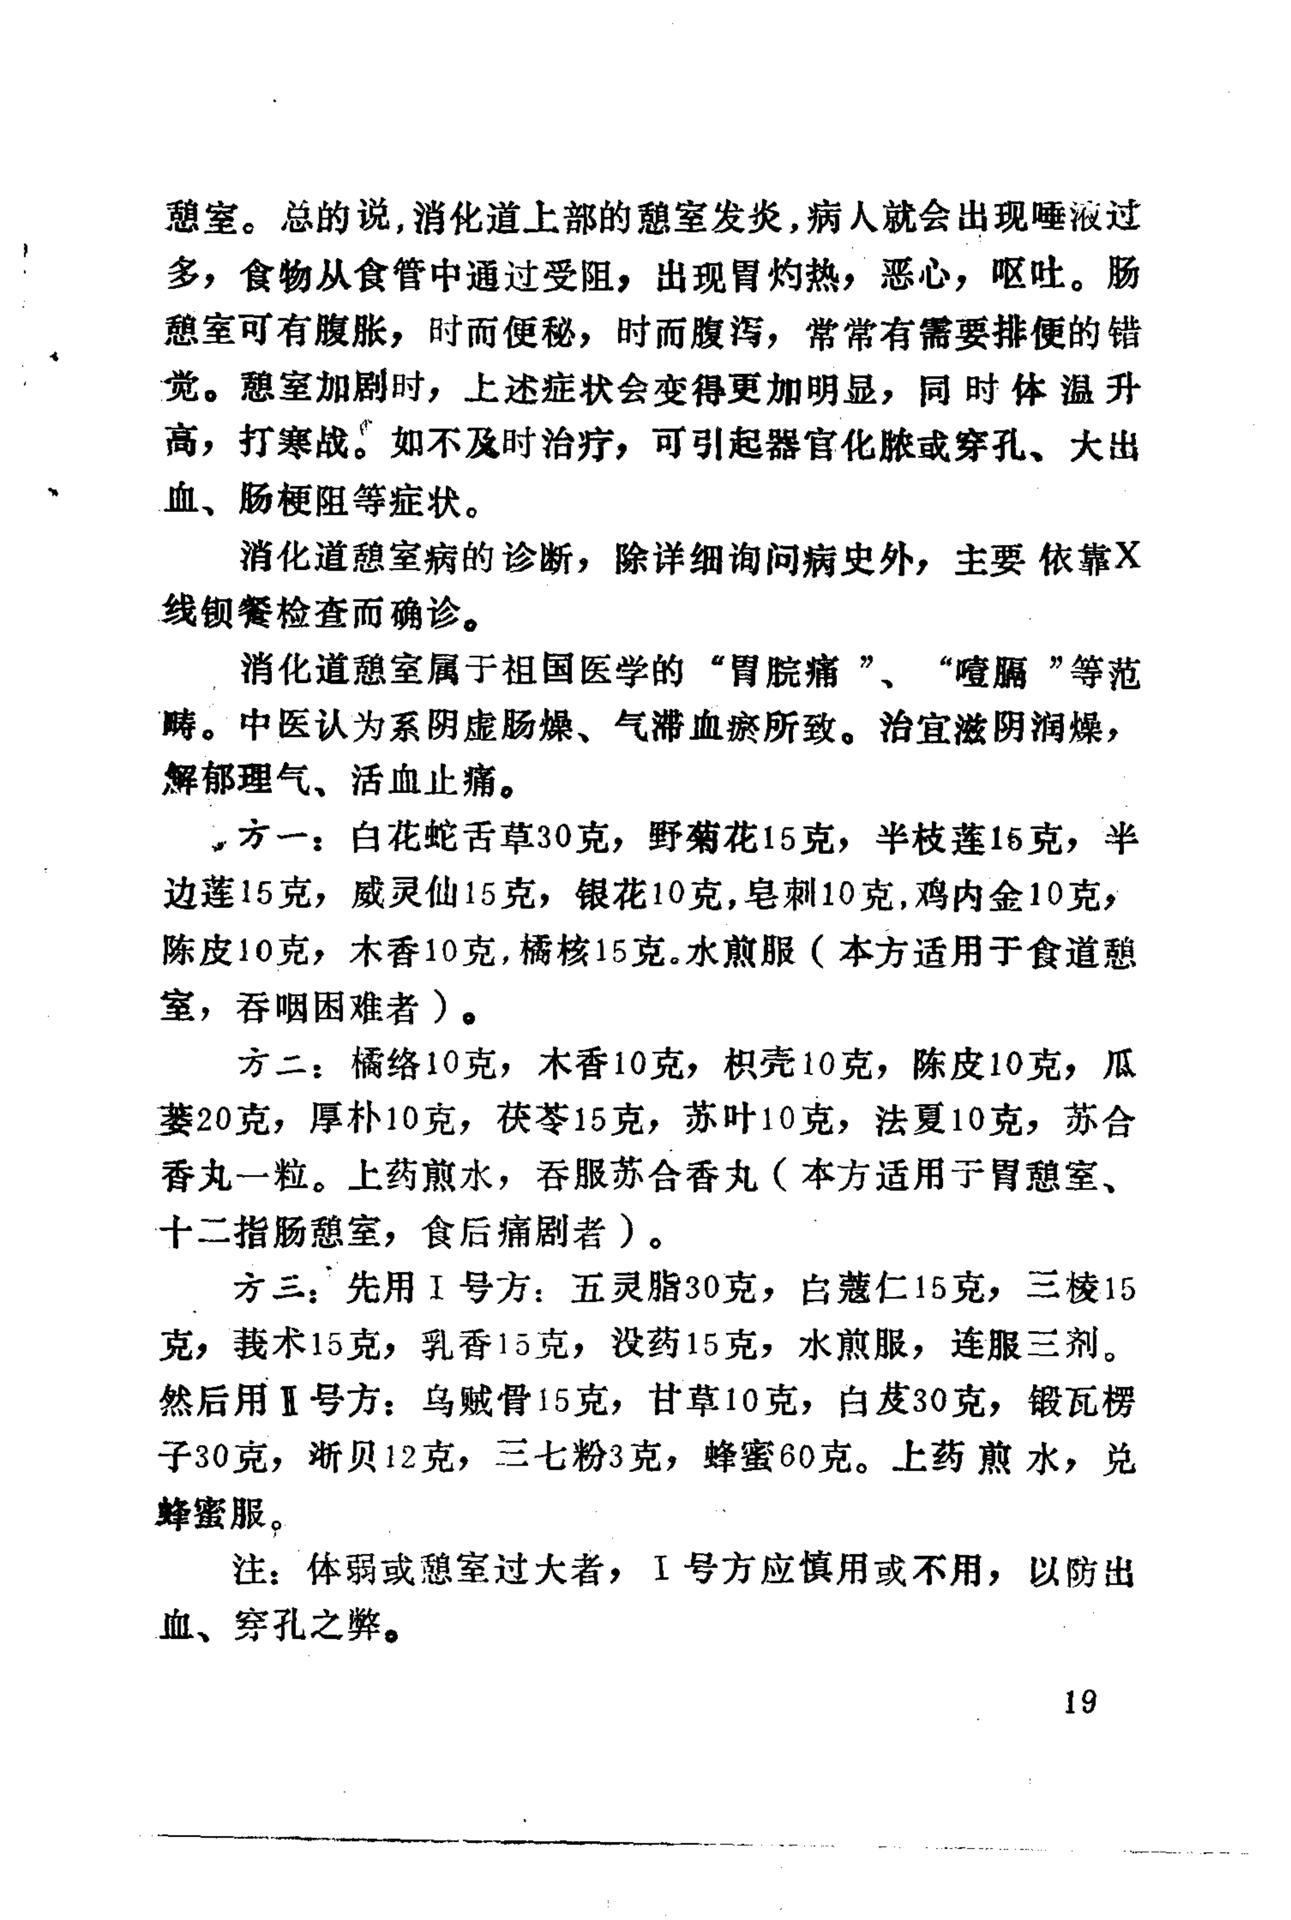 憩室。总的说，消化道上部的憩室发炎，病人就会出现唾液过
多，食物从食管中通过受阻，出现胃灼热，恶心，呕吐。肠
憩室可有腹胀，时而便秘，时而腹泻，常常有需要排便的错
觉。憩室加剧时，上述症状会变得更加明显，同时体温升
高，打寒战。如不及时治疗，可引起器官化脓或穿孔、大出
血、肠梗阻等症状。
消化道憩室病的诊断，除详细询问病史外，主要依靠X
线钡餐检查而确诊。
消化道憩室属于祖国医学的“胃脘痛”、“噎膈”等范
畴。中医认为系阴虚肠燥、气滞血瘀所致。治宜滋阴润燥，
解郁理气、活血止痛。
方一：白花蛇舌草30克，野菊花15克，半枝莲15克，半
边莲15克，威灵仙15克，银花10克，皂刺10克，鸡内金10克，
陈皮10克，木香10克，橘核15克。水煎服（本方适用于食道憩
室，吞咽困难者）。
方二：橘络10克，木香10克，枳壳10克，陈皮10克，瓜
蒌20克，厚朴10克，茯苓15克，苏叶10克，法夏10克，苏合
香丸一粒。上药煎水，吞服苏合香丸（本方适用于胃憩室、
十二指肠憩室，食后痛剧者）。
方三：先用Ⅰ号方：五灵脂30克，白蔻仁15克，三棱15
克，莪术15克，乳香15克，没药15克，水煎服，连服三剂。
然后用Ⅱ号方：乌贼骨15克，甘草10克，白芨30克，锻瓦楞
子30克，浙贝12克，三七粉3克，蜂蜜60克。上药煎水，兑
蜂蜜服。
注：体弱或憩室过大者，Ⅰ号方应慎用或不用，以防出
血、穿孔之弊。
19